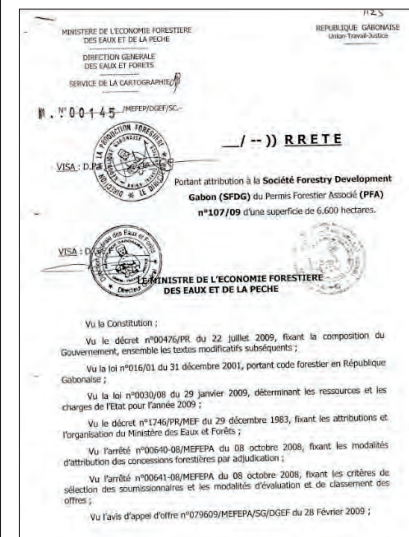 1125
MINISTERE DE L'ECONOMIE FORESTIERE
DES EAUX ET DE LA PECHE
REPUBLIQUE GABONAISE
Union-Travail-Justice
DIRECTION GENERALE
DES EAUX ET FORETS
SERVICE DE LA CARTOGRAPHIE
N° 00145 /MEFEP/DGEF/SC.-
_/ -- )) RRETE
VISA :
Portant attribution à la Société Forestry Development
Gabon (SFDG) du Permis Forestier Associé (PFA)
n°107/09 d'une superficie de 6.600 hectares.
VISA :
LE MINISTRE DE L'ECONOMIE FORESTIERE
DES EAUX ET DE LA PECHE
Vu la Constitution ;
Vu le décret n°00476/PR du 22 juillet 2009, fixant la composition du
Gouvernement, ensemble les textes modificatifs subséquents ;
Vu la loi n°016/01 du 31 décembre 2001, portant code forestier en République
Gabonaise ;
Vu la loi n°0030/08 du 29 janvier 2009, déterminant les ressources et les
charges de l'Etat pour l'année 2009 ;
Vu le décret n°1746/PR/MEF du 29 décembre 1983, fixant les attributions et
l'organisation du Ministère des Eaux et Forêts ;
Vu l'arrêté n°00640-08/MEFEPA du 08 octobre 2008, fixant les modalités
d'attribution des concessions forestières par adjudication ;
Vu l'arrêté n°00641-08/MEFEPA du 08 octobre 2008, fixant les critères de
sélection des soumissionnaires et les modalités d'évaluation et de classement des
offres ;
Vu l'avis d'appel d'offre n°079609/MEFEPA/SG/DGEF du 28 Février 2009 ;